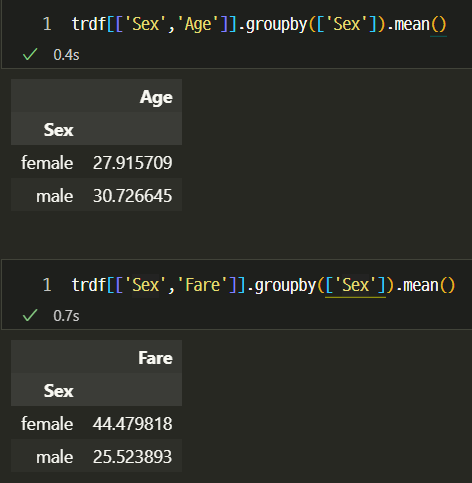 1 trdf[['Sex','Age']].groupby(['Sex']).mean()
0.4s
Age
Sex
female 27.915709
male 30.726645
1 trdf[['Sex','Fare']].groupby(['Sex']).mean()
0.7s
Fare
Sex
female 44.479818
male 25.523893